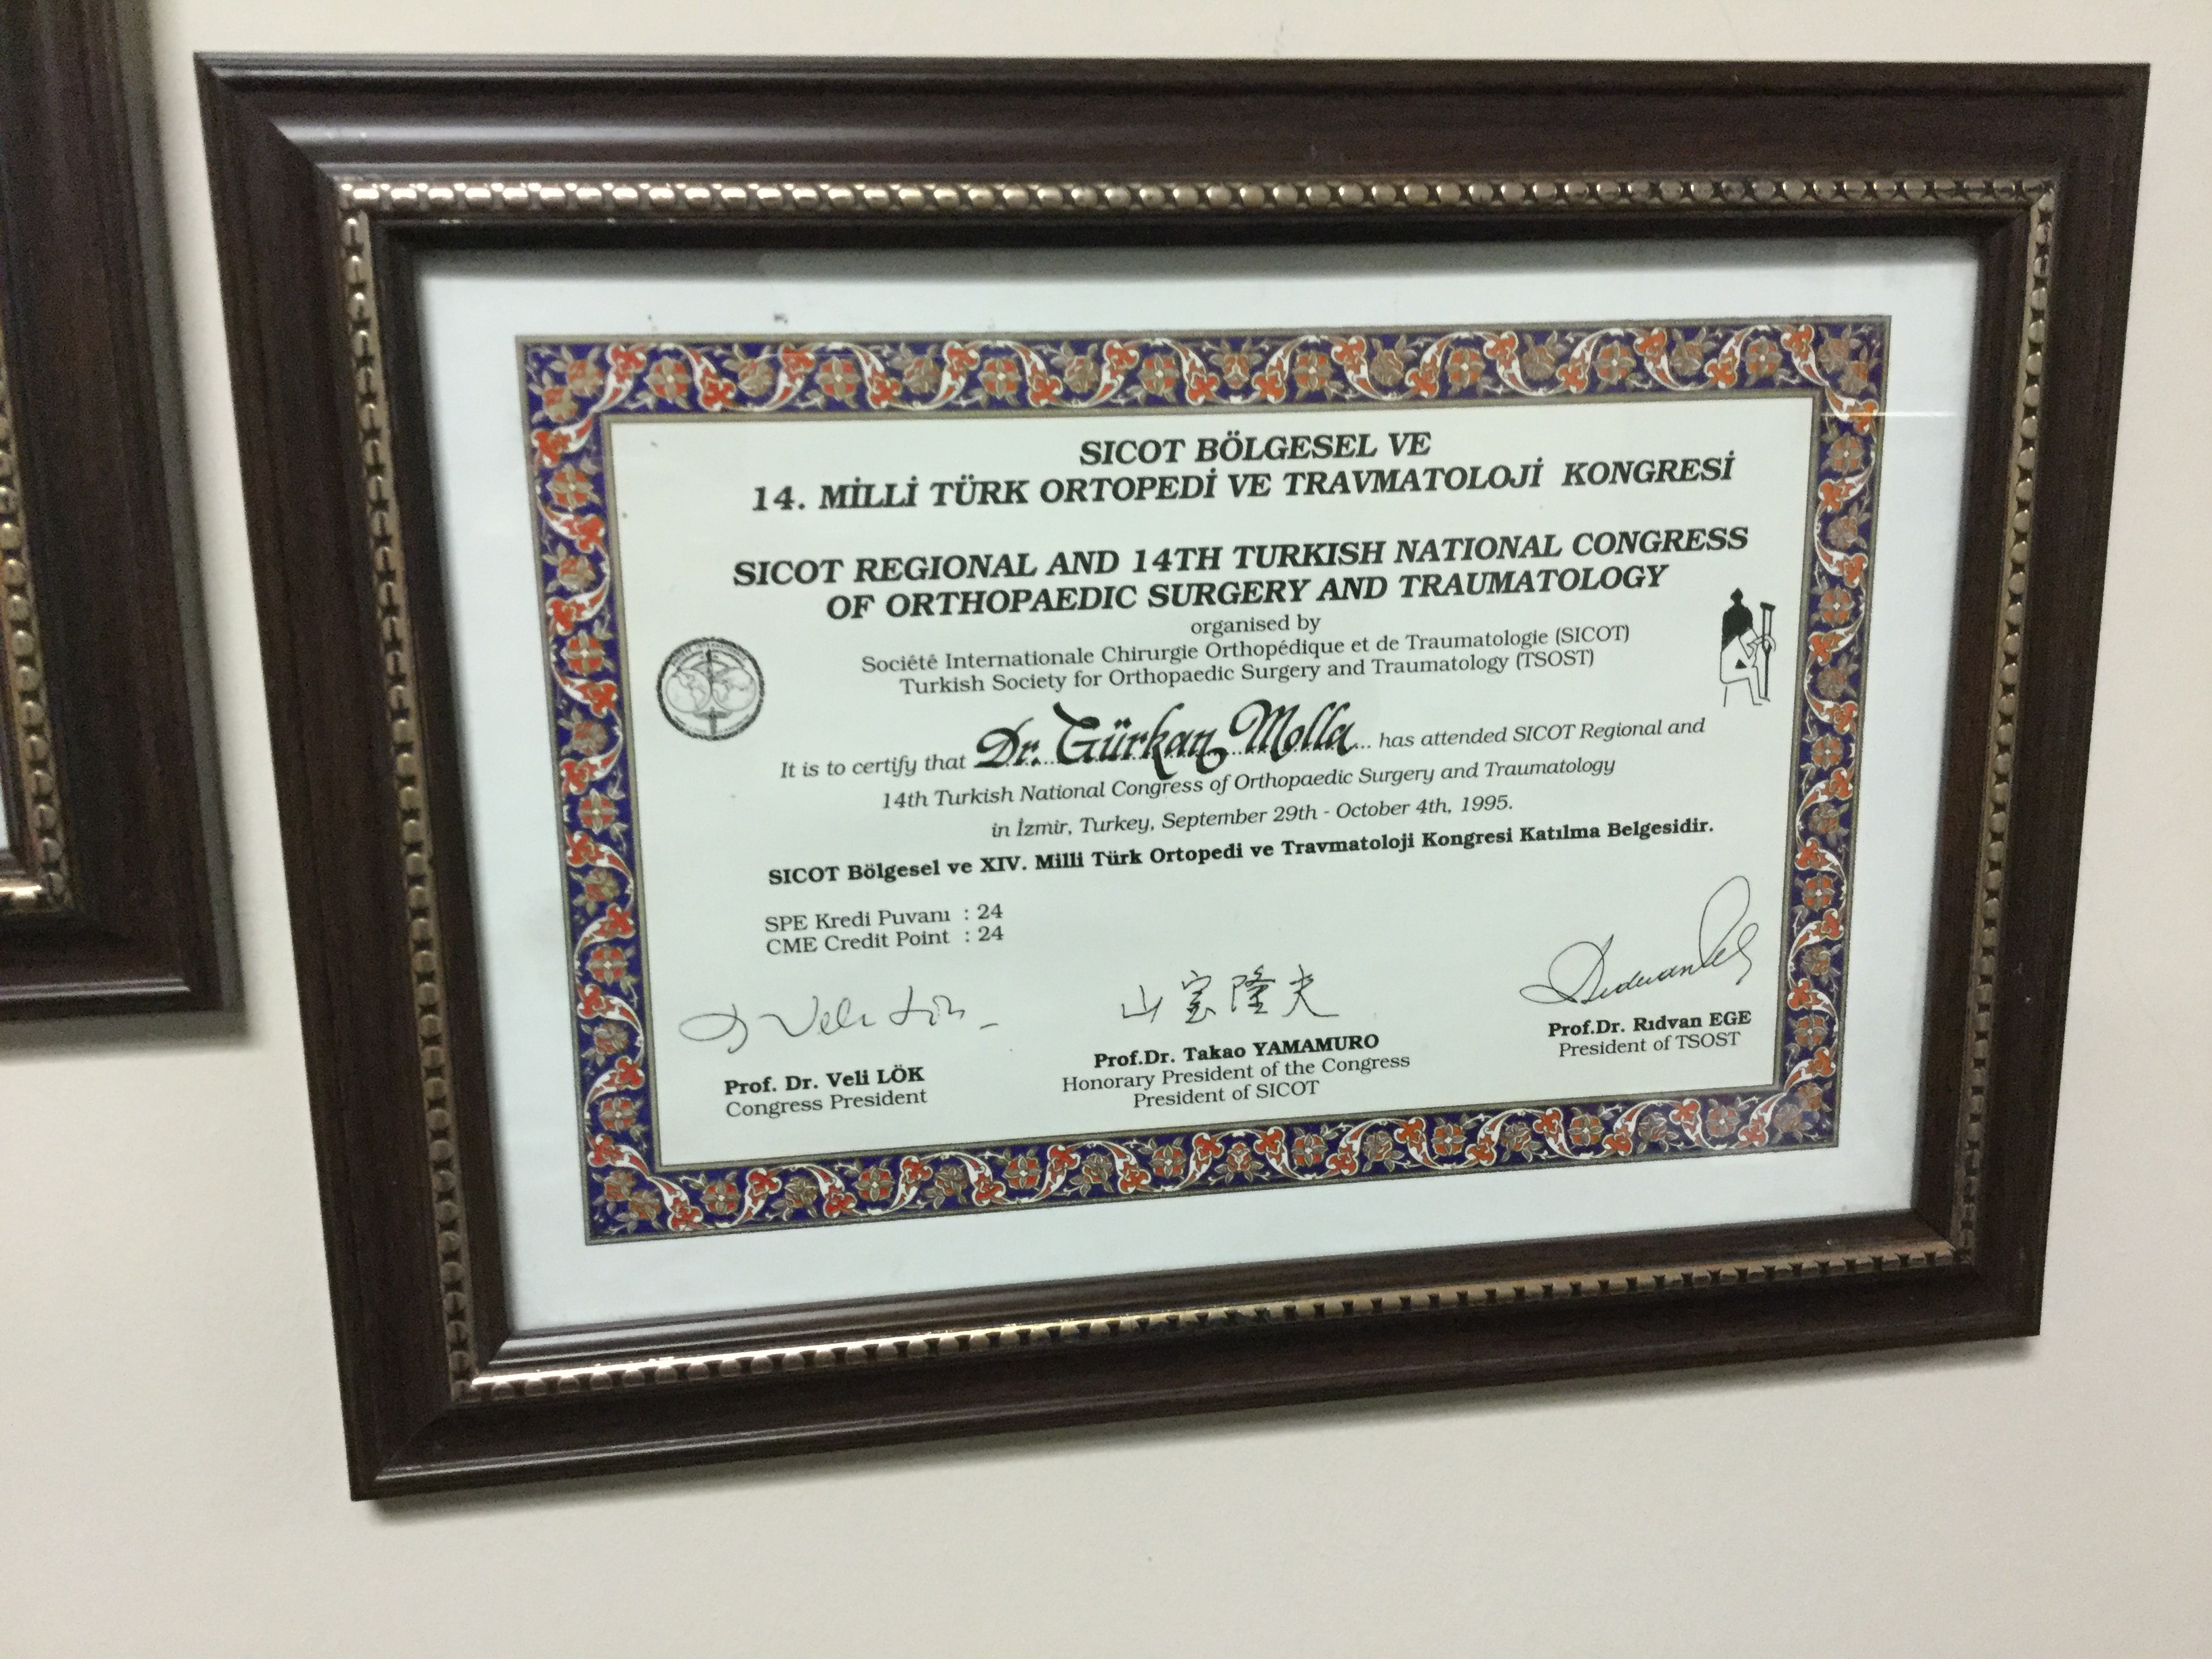 SICOT BÖLGESEL VE
14. MİLLİ TÜRK ORTOPEDİ VE TRAVMATOLOJİ KONGRESİ
SICOT REGIONAL AND 14TH TURKISH NATIONAL CONGRESS
OF ORTHOPAEDIC SURGERY AND TRAUMATOLOGY
organised by
Société Internationale Chirurgie Orthopédique et de Traumatologie (SICOT)
Turkish Society for Orthopaedic Surgery and Traumatology (TSOST)
It is to certify that Dr. Gürkan Molla has attended SICOT Regional and
14th Turkish National Congress of Orthopaedic Surgery and Traumatology
in İzmir, Turkey, September 29th - October 4th, 1995.
SICOT Bölgesel ve XIV. Milli Türk Ortopedi ve Travmatoloji Kongresi Katılma Belgesidir.
SPE Kredi Puvanı : 24
CME Credit Point : 24
山室隆夫
Prof. Dr. Veli LÖK
Congress President
Prof.Dr. Takao YAMAMURO
Honorary President of the Congress
President of SICOT
Prof.Dr. Rıdvan EGE
President of TSOST